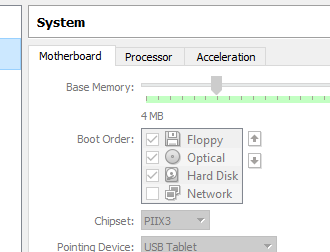 System
Motherboard Processor Acceleration
Base Memory:
4 MB
Boot Order: Floppy
Optical
Hard Disk
Network
Chipset: PIIX3
Pointing Device: USB Tablet